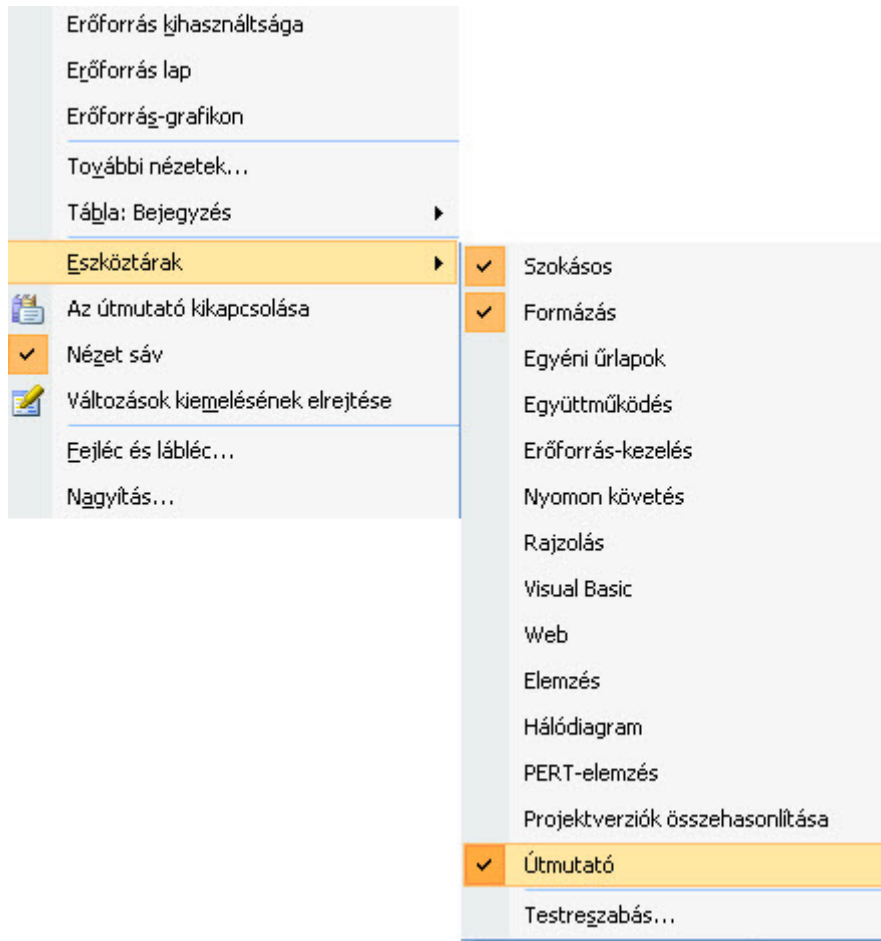 Erőforrás kihasználtsága
Erőforrás lap
Erőforrás-grafikon
További nézetek...
Tábla: Bejegyzés
Eszköztárak
Az útmutató kikapcsolása
Nézet sáv
Változások kiemelésének elrejtése
Fejléc és lábléc...
Nagyítás...
Szokásos
Formázás
Egyéni űrlapok
Együttműködés
Erőforrás-kezelés
Nyomon követés
Rajzolás
Visual Basic
Web
Elemzés
Hálódiagram
PERT-elemzés
Projektverziók összehasonlítása
Útmutató
Testreszabás...